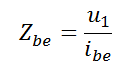 Z_be = u_1 / i_be